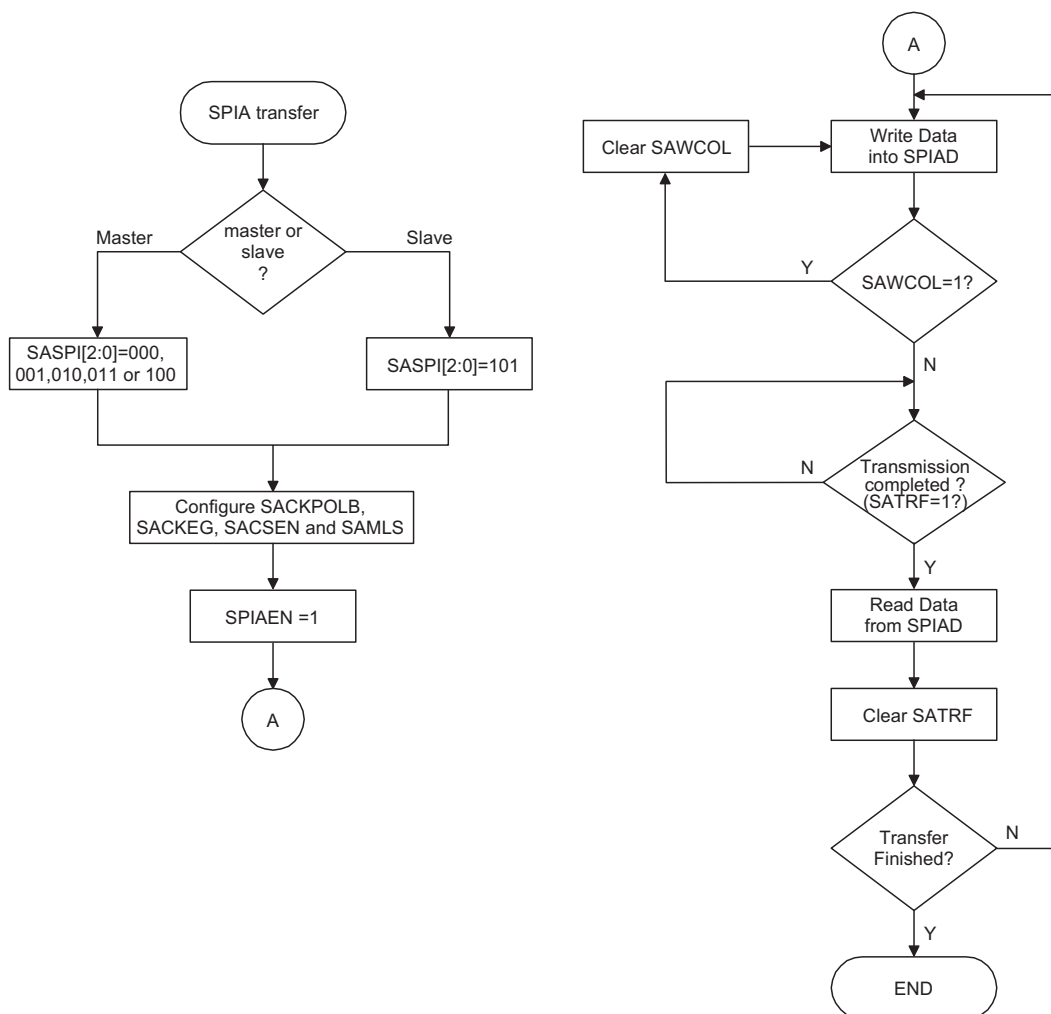 SPIA transfer
master or
slave
?
Master
Slave
SASPI[2:0]=000,
001,010,011 or 100
SASPI[2:0]=101
Configure SACKPOLB,
SACKEG, SACSEN and SAMLS
SPIAEN =1
A
A
Clear SAWCOL
Write Data
into SPIAD
Y
SAWCOL=1?
N
N
Transmission
completed ?
(SATRF=1?)
Y
Read Data
from SPIAD
Clear SATRF
Transfer
Finished?
N
Y
END